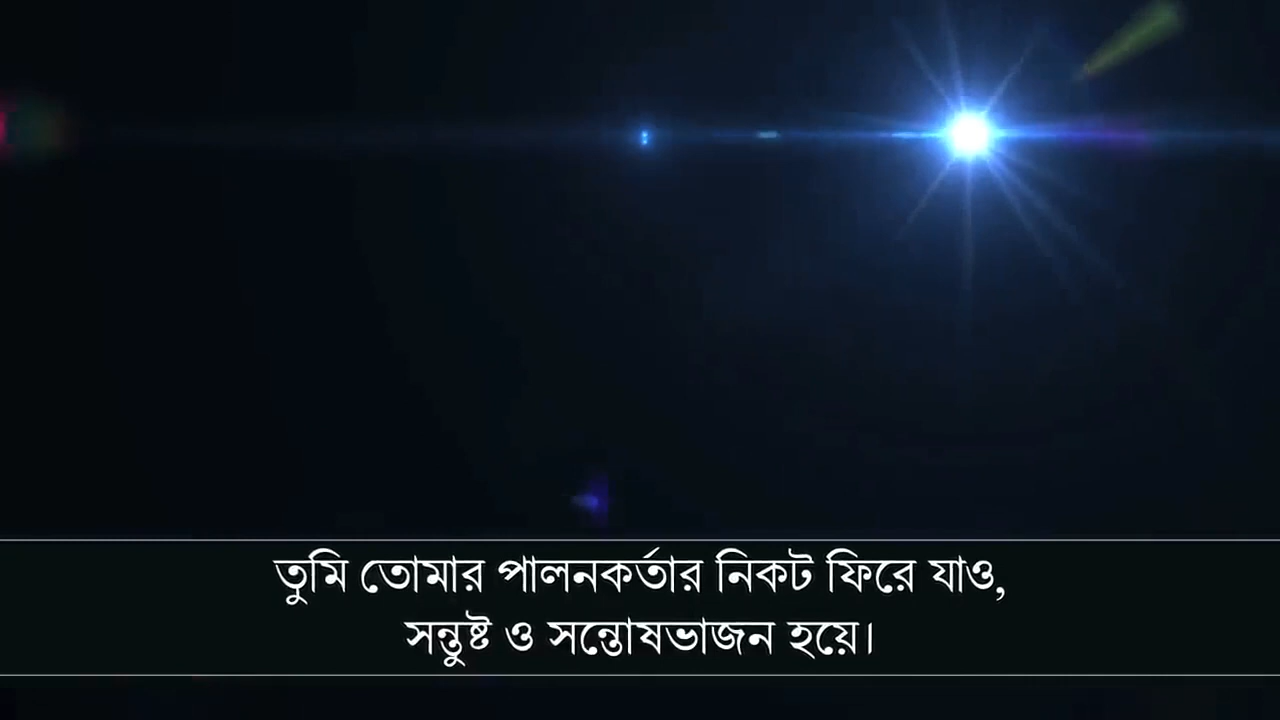 তুমি তোমার পালনকর্তার নিকট ফিরে যাও,
সন্তুষ্ট ও সন্তোষভাজন হয়ে।